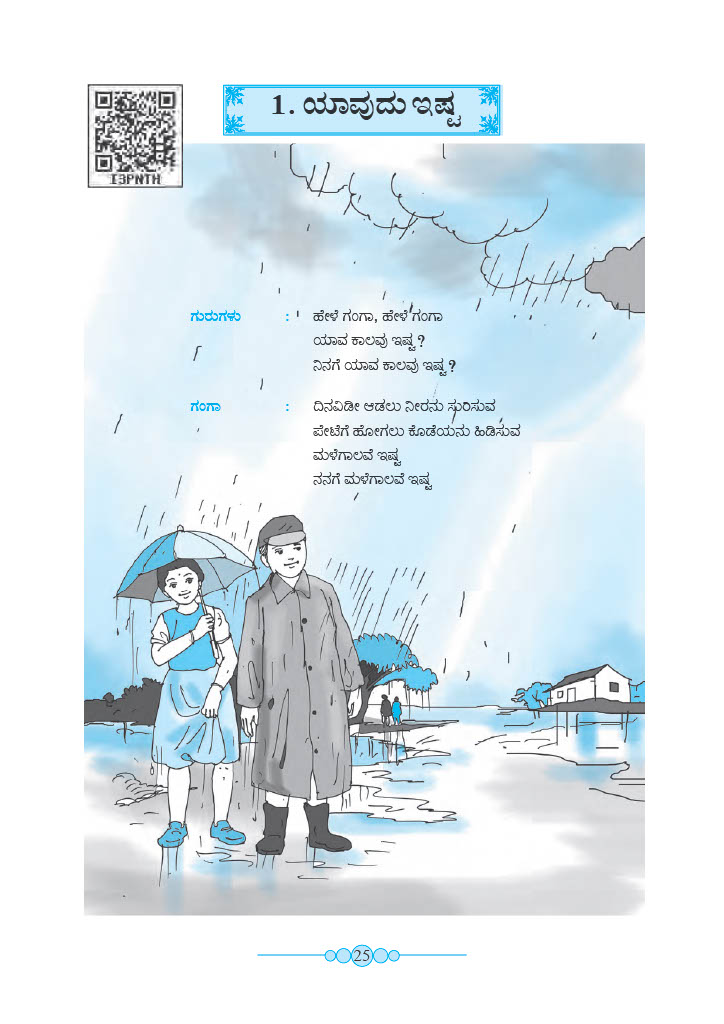 I3PNTH
1. ಯಾವುದು ಇಷ್ಟ
ಗುರುಗಳು : ಹೇಳೆ ಗಂಗಾ, ಹೇಳೆ ಗಂಗಾ
ಯಾವ ಕಾಲವು ಇಷ್ಟ ?
ನಿನಗೆ ಯಾವ ಕಾಲವು ಇಷ್ಟ ?
ಗಂಗಾ : ದಿನವಿಡೀ ಆಡಲು ನೀರನು ಸುರಿಸುವ
ಪೇಟೆಗೆ ಹೋಗಲು ಕೊಡೆಯನು ಹಿಡಿಸುವ
ಮಳೆಗಾಲವೆ ಇಷ್ಟ
ನನಗೆ ಮಳೆಗಾಲವೆ ಇಷ್ಟ
25